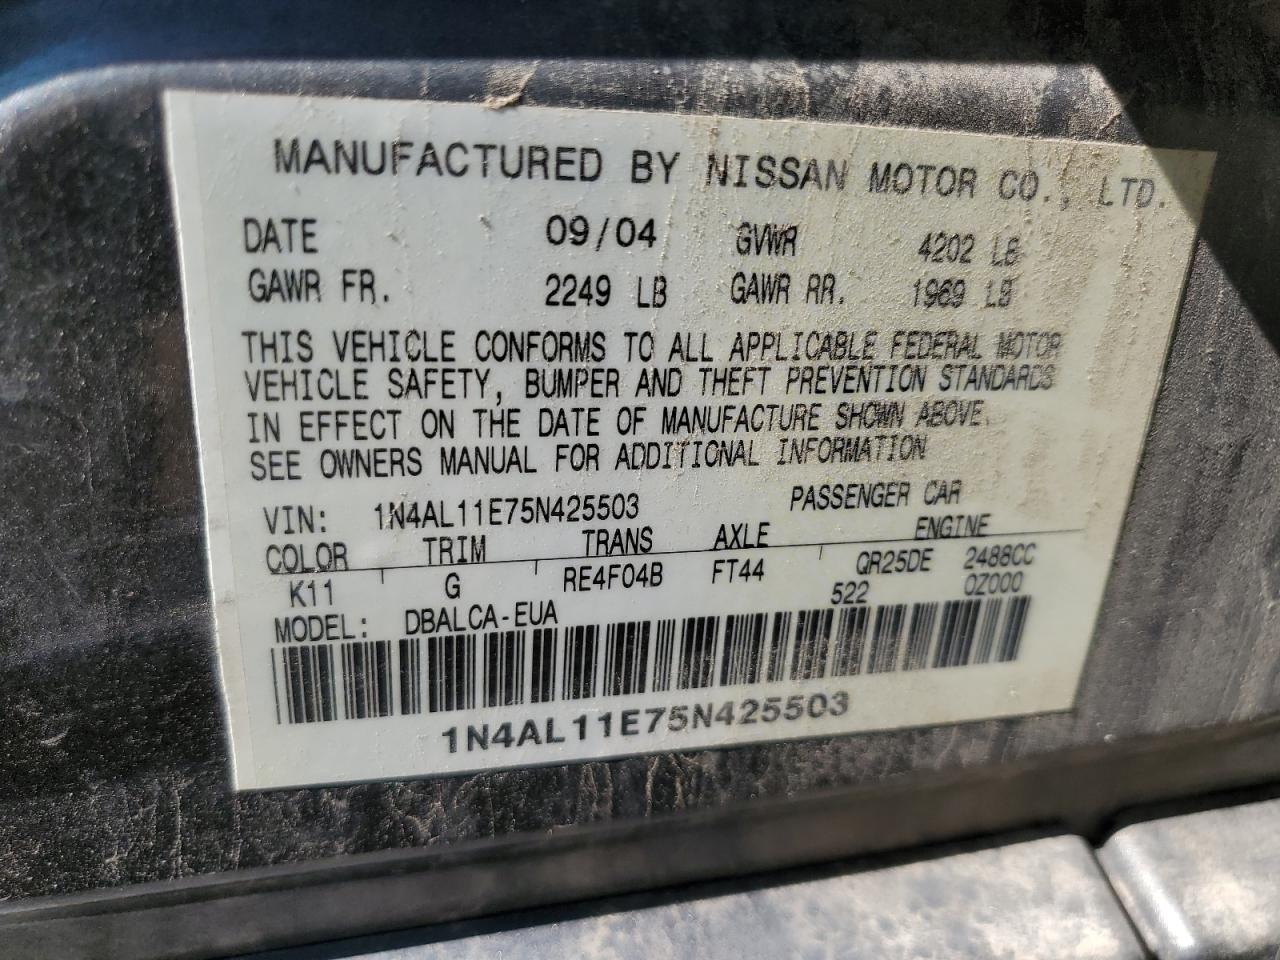 MANUFACTURED BY NISSAN MOTOR CO., LTD.
DATE 09/04 GVWR 4202 LB
GAWR FR. 2249 LB GAWR RR. 1969 LB
THIS VEHICLE CONFORMS TO ALL APPLICABLE FEDERAL MOTOR
VEHICLE SAFETY, BUMPER AND THEFT PREVENTION STANDARDS
IN EFFECT ON THE DATE OF MANUFACTURE SHOWN ABOVE.
SEE OWNERS MANUAL FOR ADDITIONAL INFORMATION
VIN: 1N4AL11E75N425503 PASSENGER CAR
COLOR TRIM TRANS AXLE ENGINE
K11 G RE4F04B FT44 QR25DE 2488CC
MODEL: DBALCA-EUA 522 0Z000
1N4AL11E75N425503